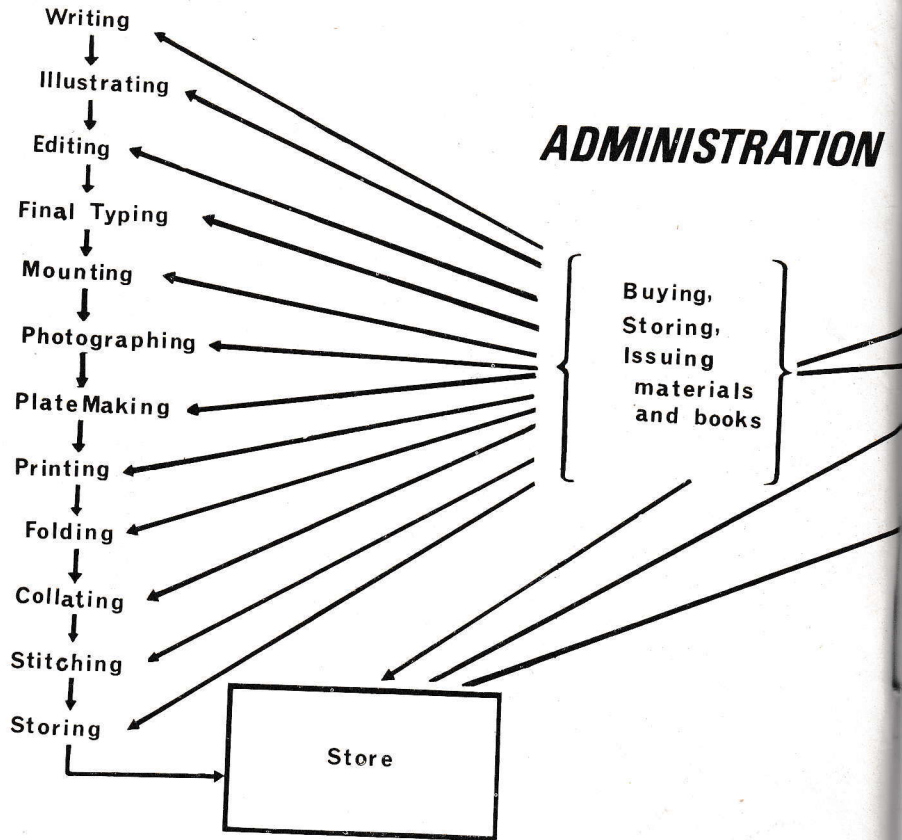 Writing
Illustrating
Editing
Final Typing
Mounting
Photographing
Plate Making
Printing
Folding
Collating
Stitching
Storing
ADMINISTRATION
Buying,
Storing,
Issuing
materials
and books
Store